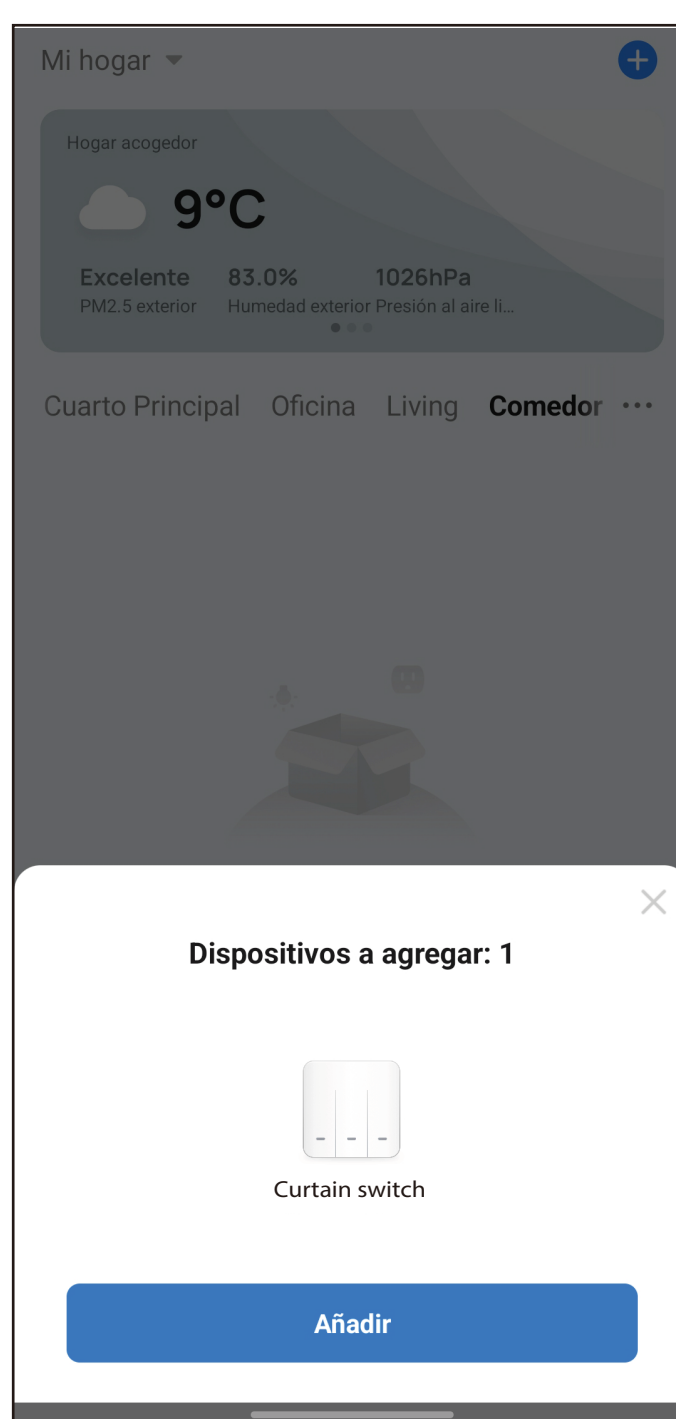 Mi hogar
Hogar acogedor
9°C
Excelente 83.0% 1026hPa
PM2.5 exterior Humedad exterior Presión al aire li...
Cuarto Principal Oficina Living Comedor ...
Dispositivos a agregar: 1
Curtain switch
Añadir